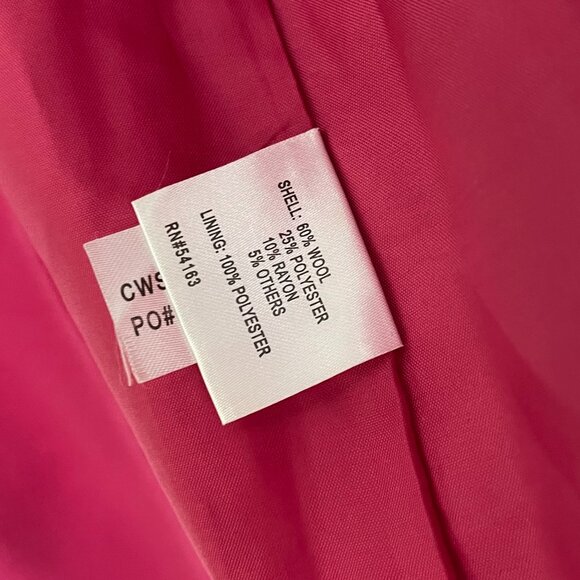 SHELL: 60% WOOL
25% POLYESTER
10% RAYON
5% OTHERS
LINING: 100% POLYESTER
RN#54163
CWS
PO#